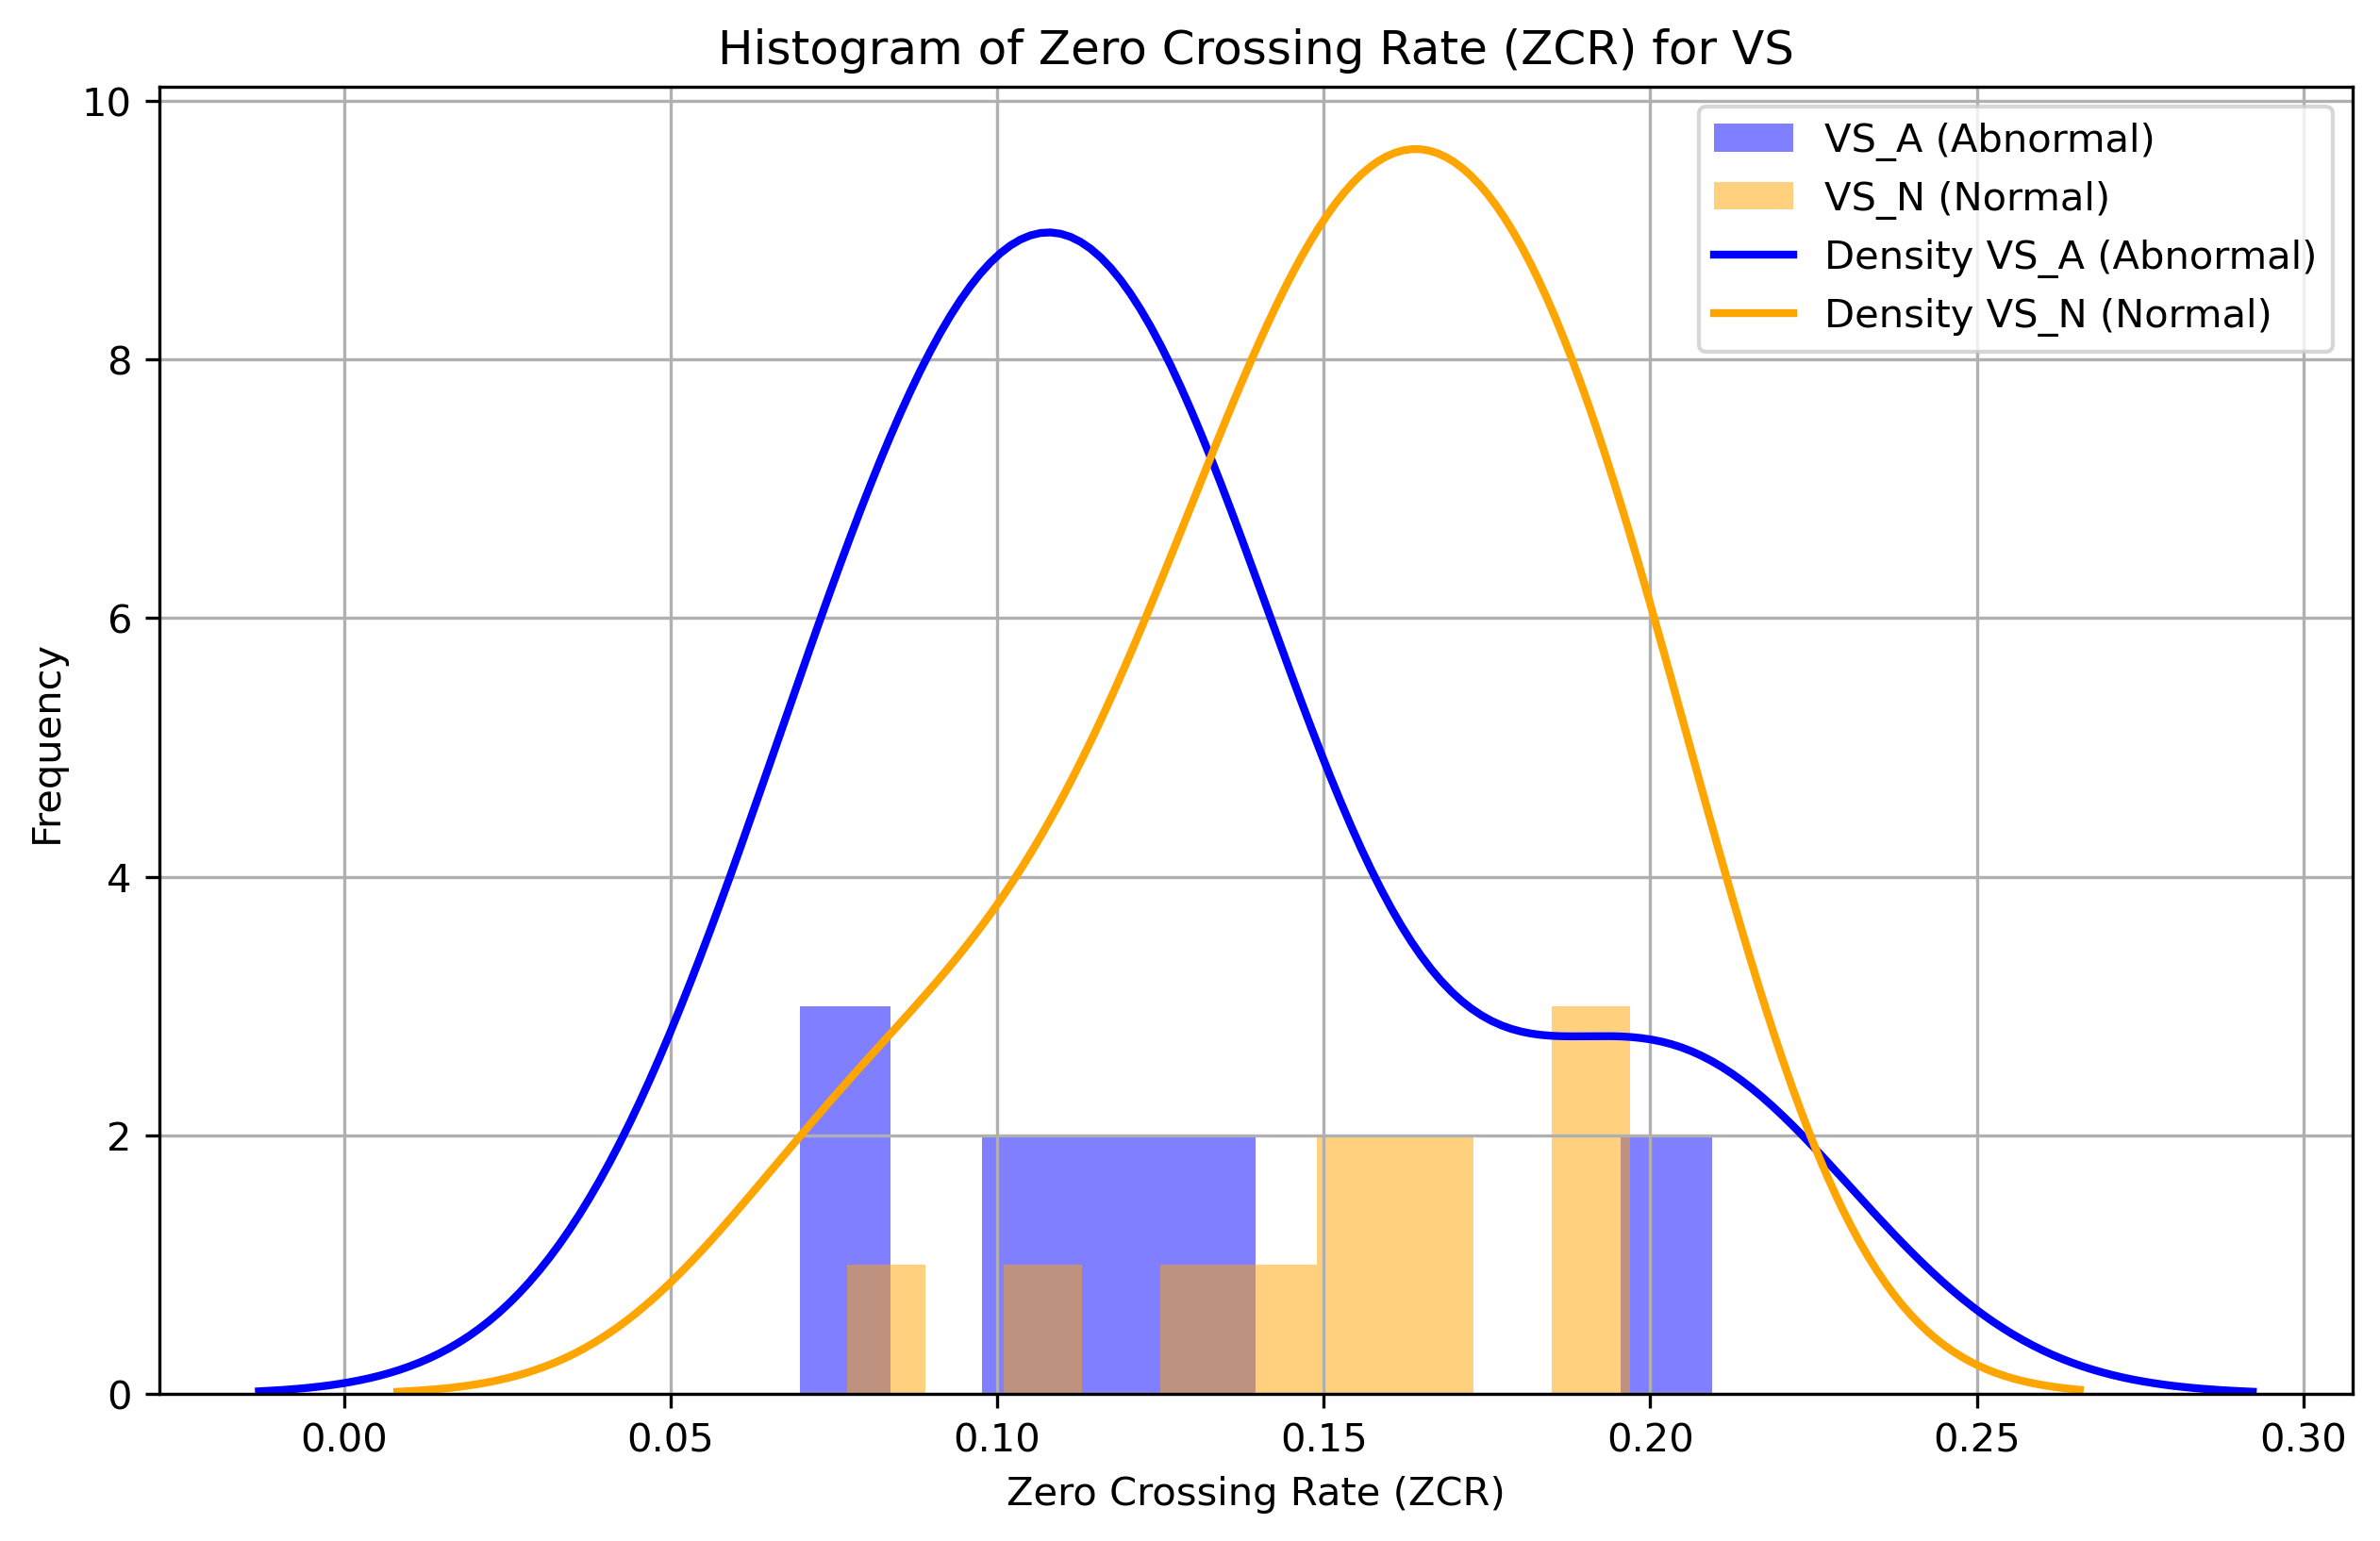 Histogram of Zero Crossing Rate (ZCR) for VS
10
8
6
4
2
0
Frequency
VS_A (Abnormal)
VS_N (Normal)
Density VS_A (Abnormal)
Density VS_N (Normal)
0.00 0.05 0.10 0.15 0.20 0.25 0.30
Zero Crossing Rate (ZCR)